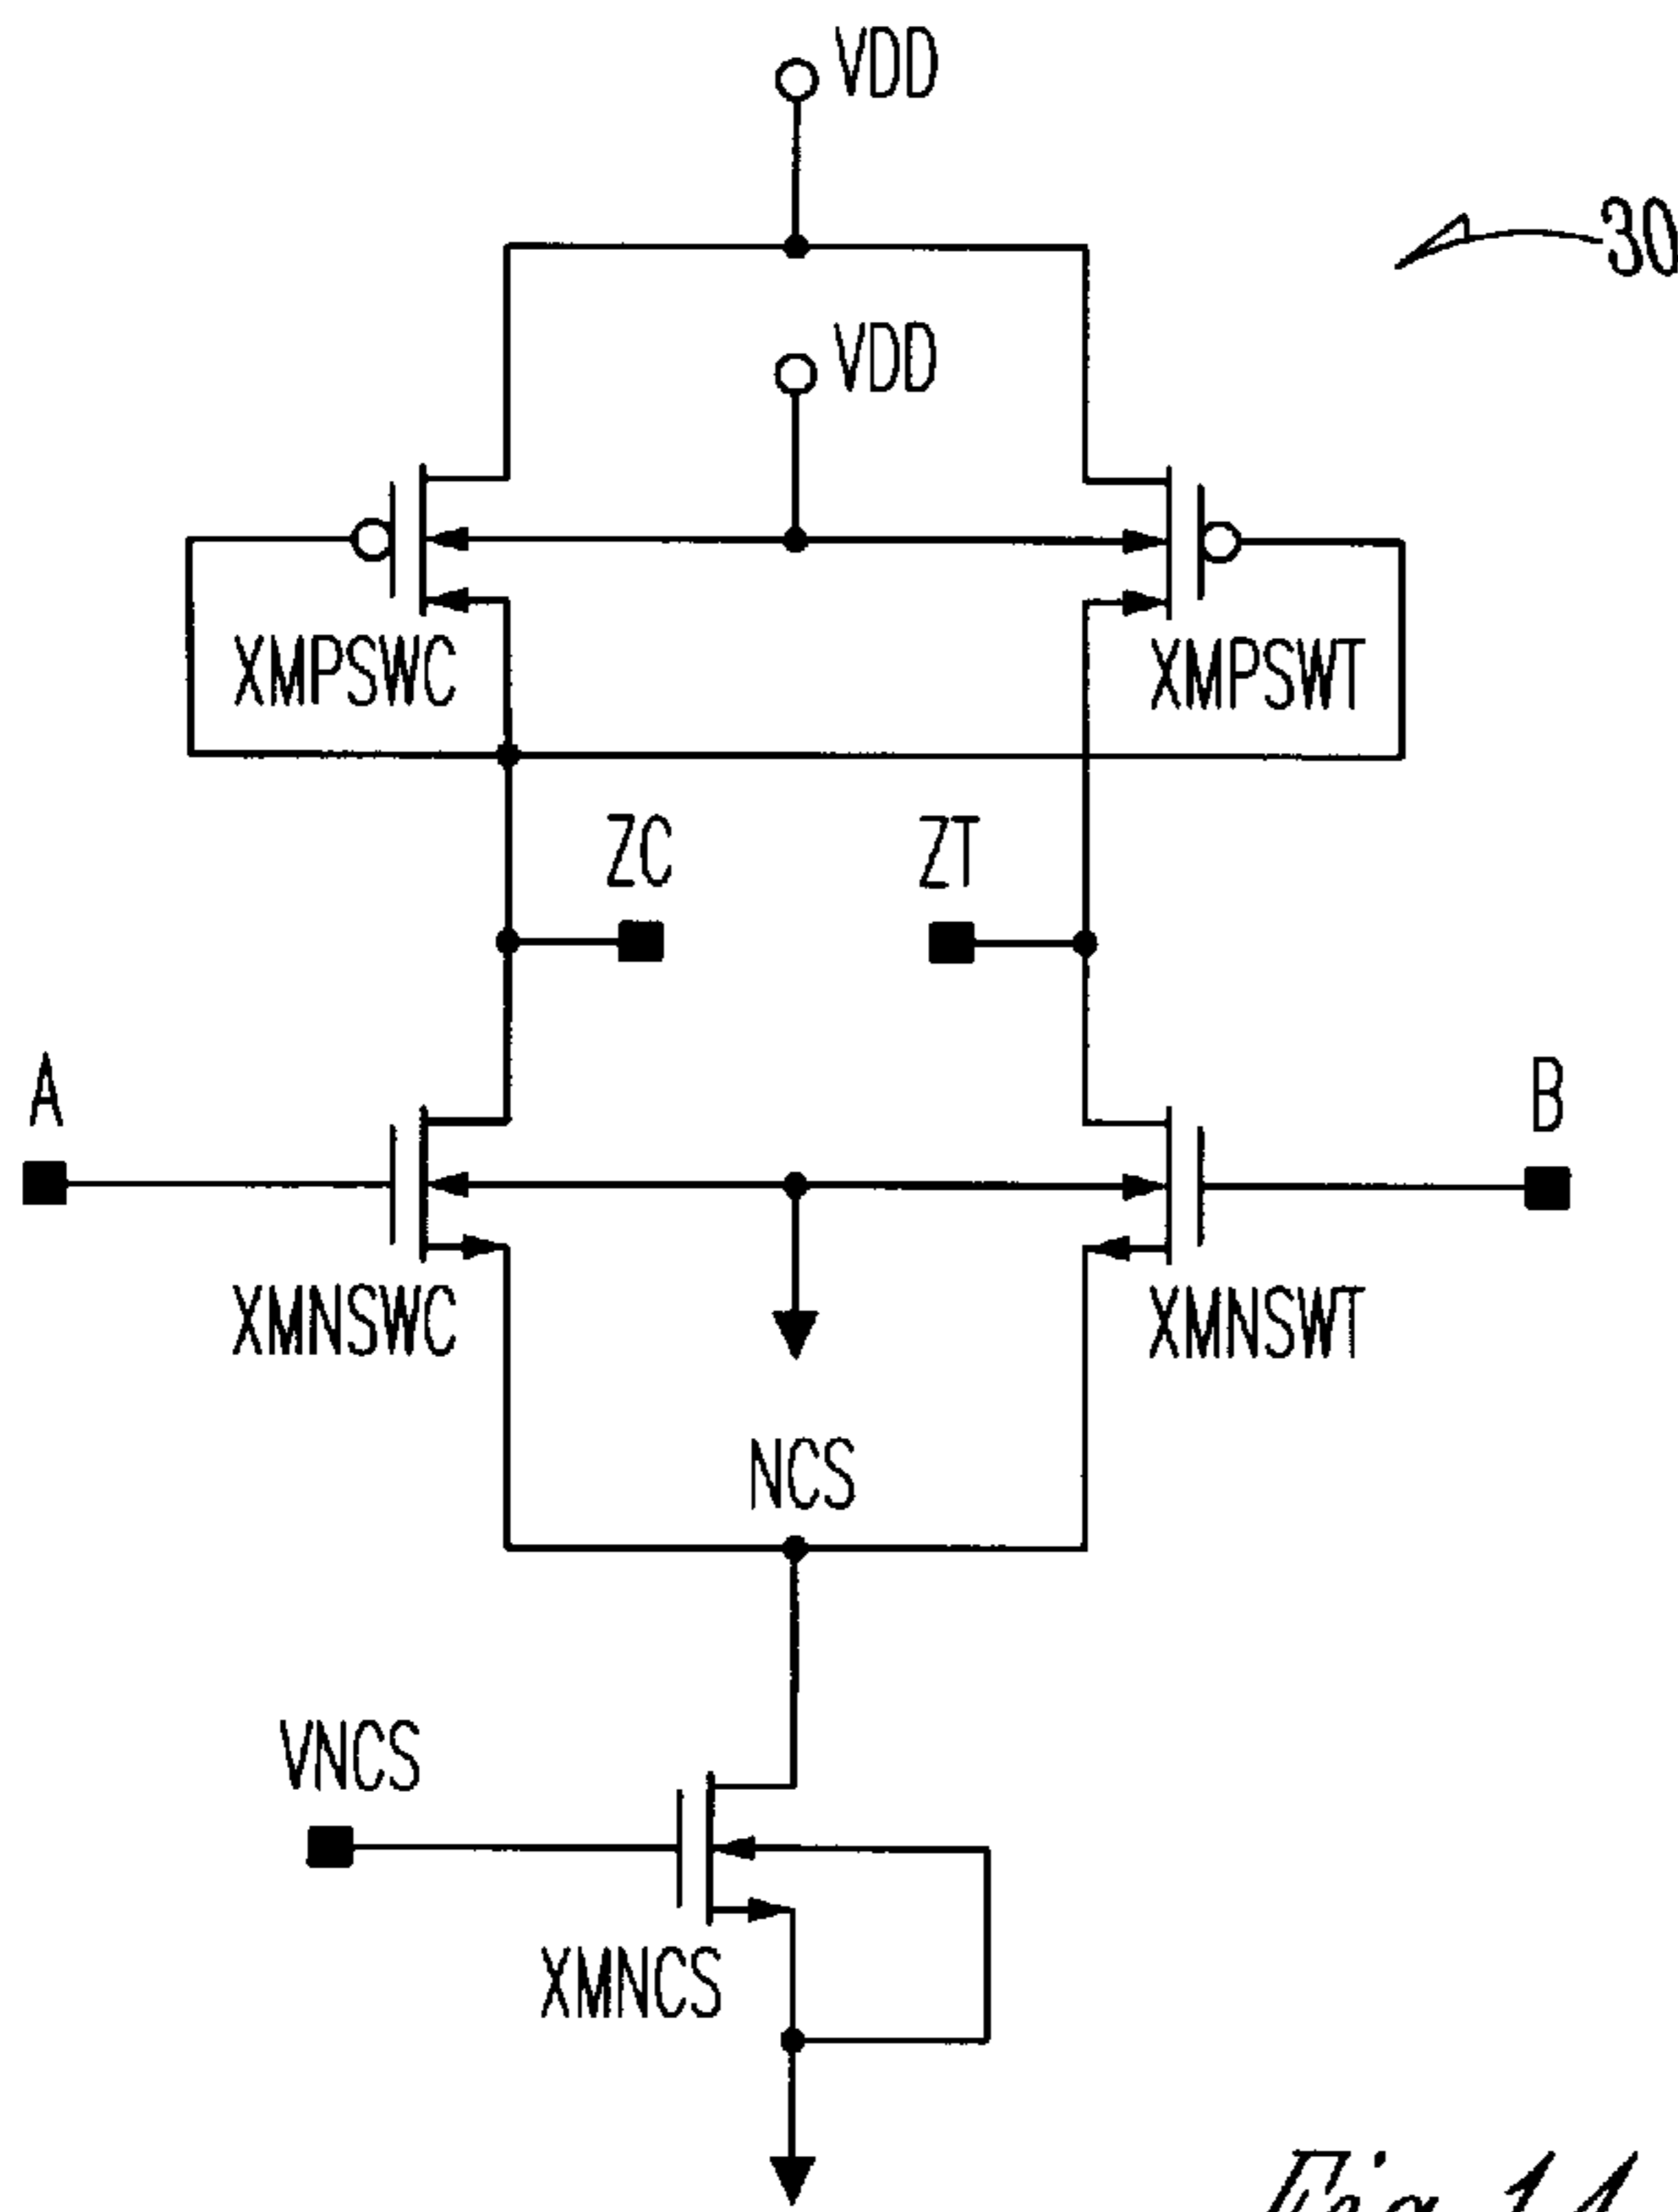 VDD
30
VDD
XMPSWC
XMPSWT
ZC
ZT
A
B
XMNSWC
XMNSWT
NCS
VNCS
XMNCS